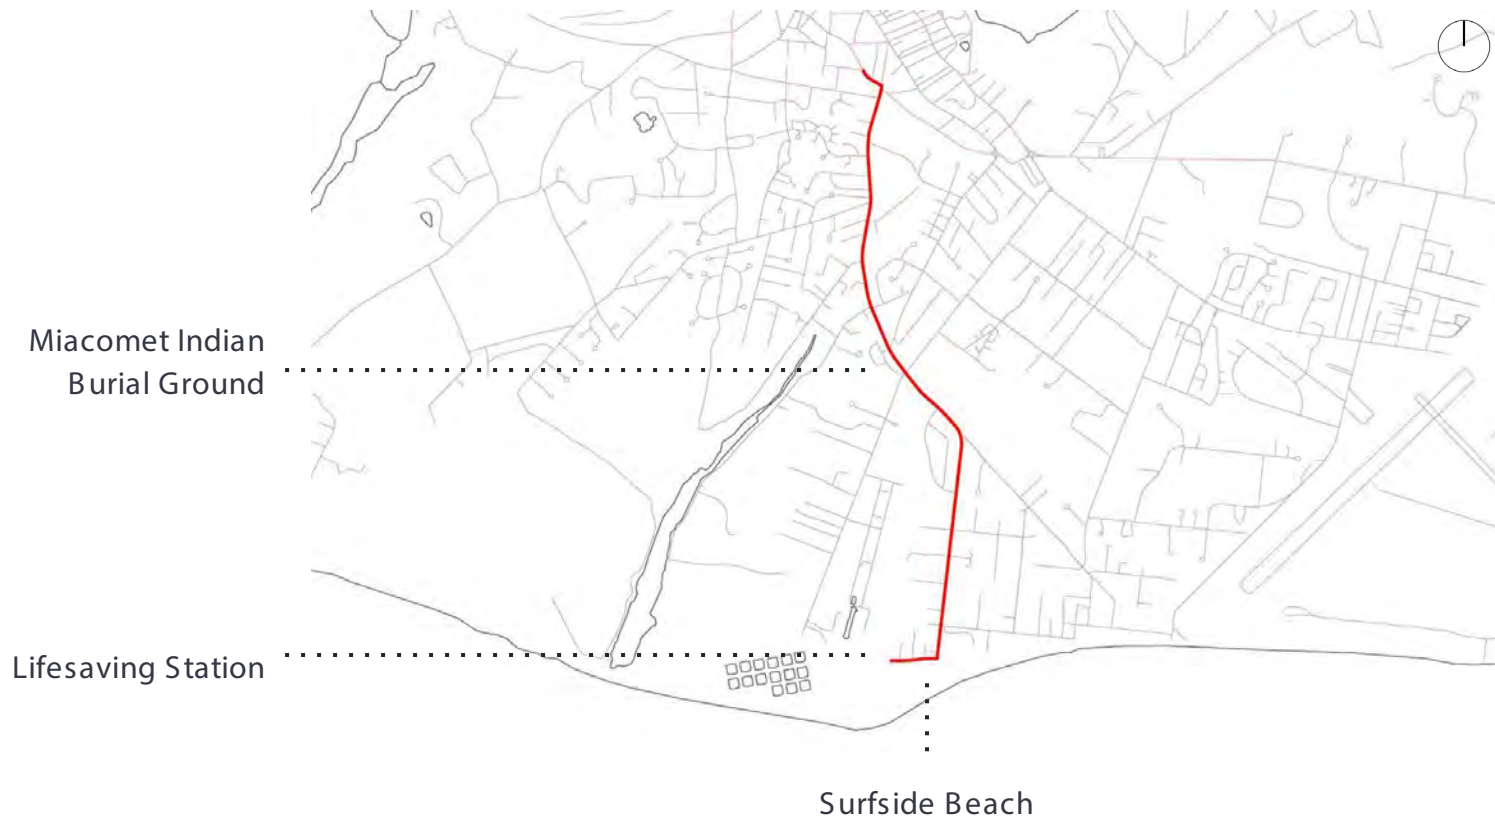 Miacomet Indian
Burial Ground
Lifesaving Station
Surfside Beach